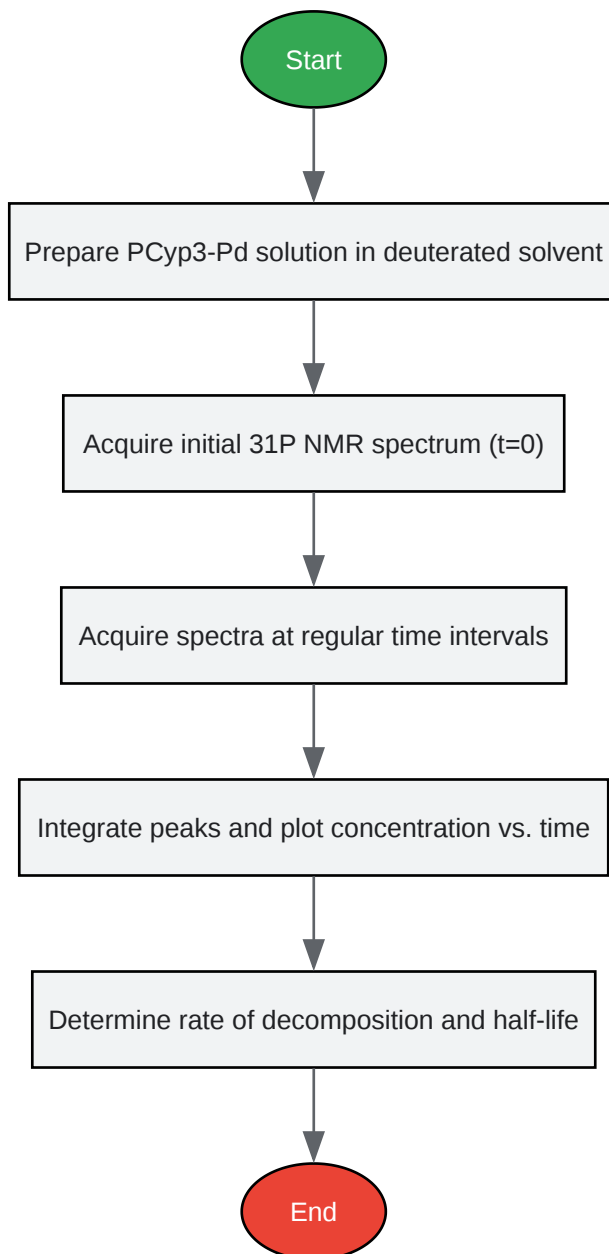 Start
Prepare PCyp3-Pd solution in deuterated solvent
Acquire initial 31P NMR spectrum (t=0)
Acquire spectra at regular time intervals
Integrate peaks and plot concentration vs. time
Determine rate of decomposition and half-life
End